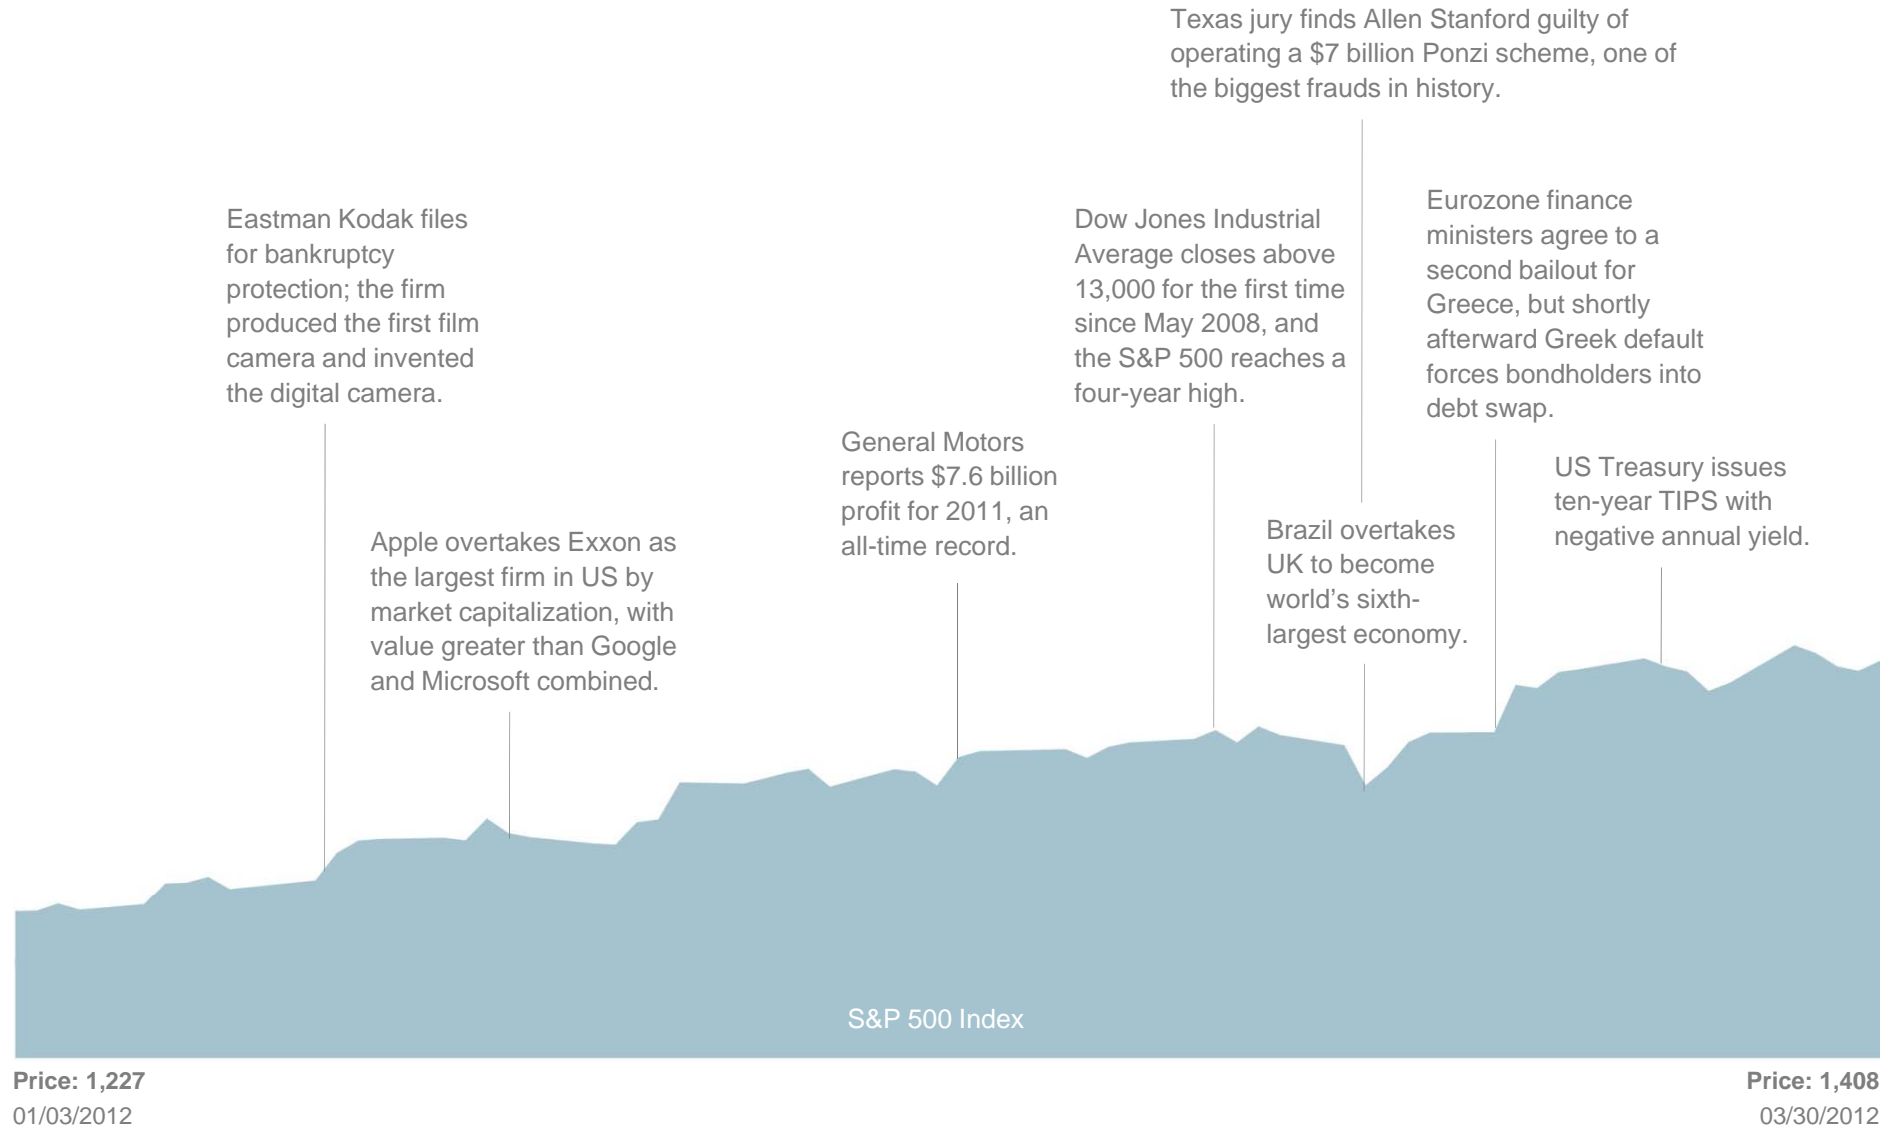 Texas jury finds Allen Stanford guilty of
operating a $7 billion Ponzi scheme, one of
the biggest frauds in history.
Eastman Kodak files
for bankruptcy
protection; the firm
produced the first film
camera and invented
the digital camera.
Apple overtakes Exxon as
the largest firm in US by
market capitalization, with
value greater than Google
and Microsoft combined.
General Motors
reports $7.6 billion
profit for 2011, an
all-time record.
Dow Jones Industrial
Average closes above
13,000 for the first time
since May 2008, and
the S&P 500 reaches a
four-year high.
Brazil overtakes
UK to become
world’s sixth-
largest economy.
Eurozone finance
ministers agree to a
second bailout for
Greece, but shortly
afterward Greek default
forces bondholders into
debt swap.
US Treasury issues
ten-year TIPS with
negative annual yield.
S&P 500 Index
Price: 1,227
01/03/2012
Price: 1,408
03/30/2012